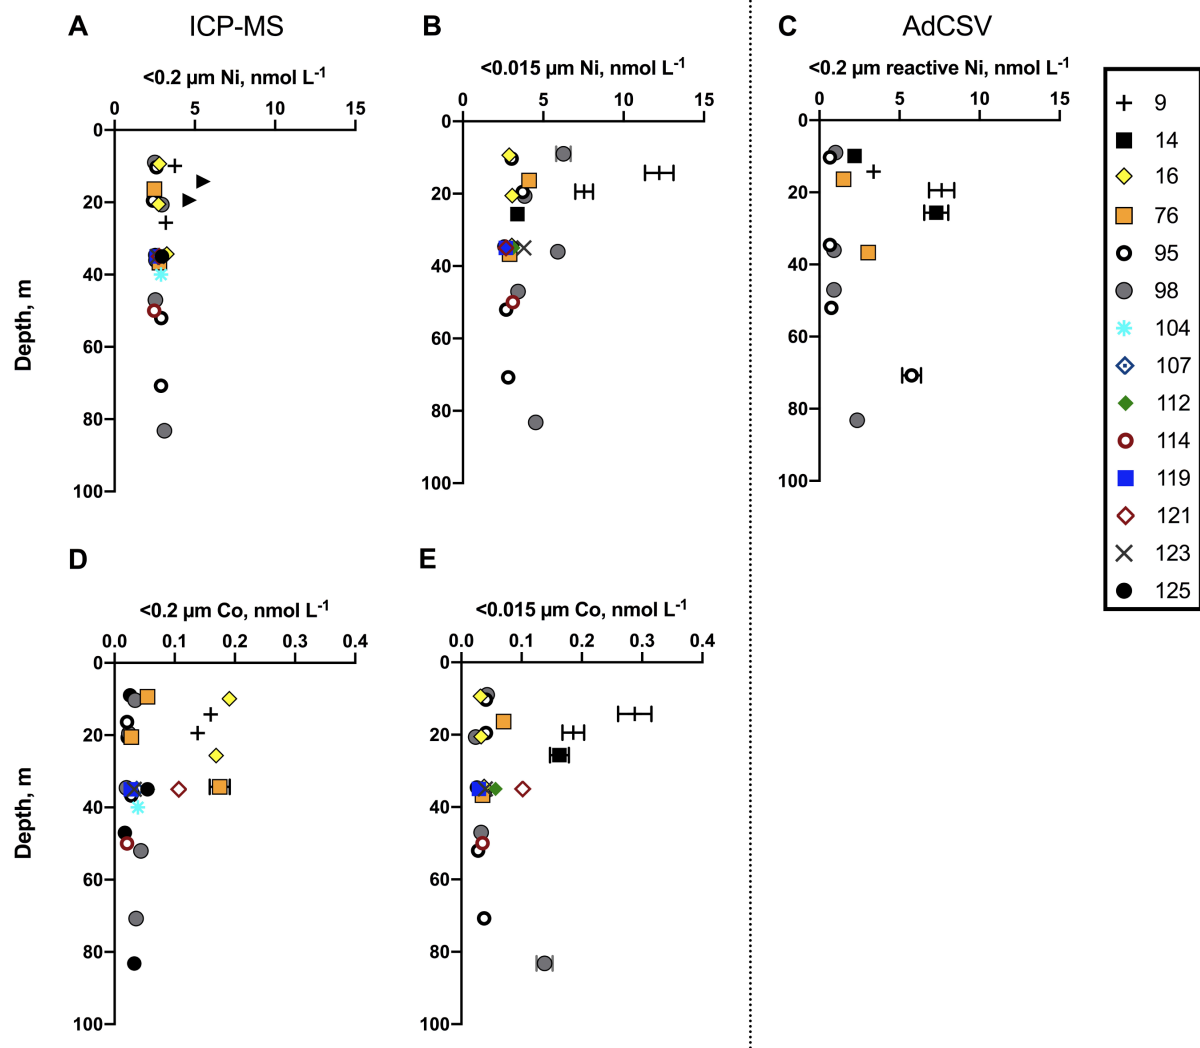 A ICP-MS
<0.2 µm Ni, nmol L-1
0 5 10 15
0
20
40
60
80
100
Depth, m
B
<0.015 µm Ni, nmol L-1
0 5 10 15
0
20
40
60
80
100
C AdCSV
<0.2 µm reactive Ni, nmol L-1
0 5 10 15
0
20
40
60
80
100
9
14
16
76
95
98
104
107
112
114
119
121
123
125
D
<0.2 µm Co, nmol L-1
0.0 0.1 0.2 0.3 0.4
0
20
40
60
80
100
Depth, m
E
<0.015 µm Co, nmol L-1
0.0 0.1 0.2 0.3 0.4
0
20
40
60
80
100